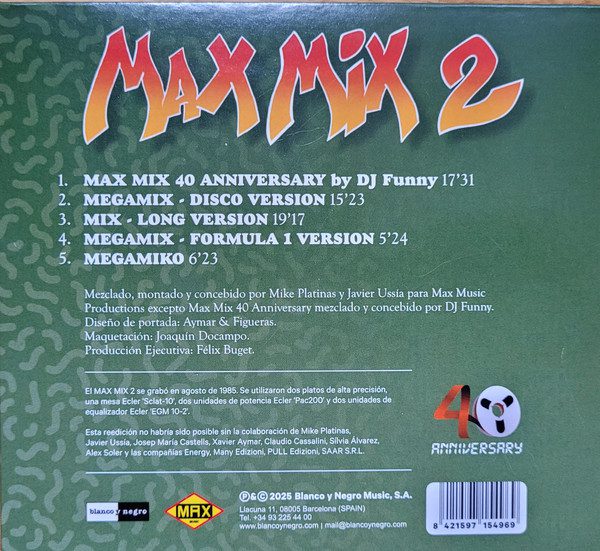 MAX MIX 2
1. MAX MIX 40 ANNIVERSARY by DJ Funny 17'31
2. MEGAMIX - DISCO VERSION 15'23
3. MIX - LONG VERSION 19'17
4. MEGAMIX - FORMULA 1 VERSION 5'24
5. MEGAMIKO 6'23
Mezclado, montado y concebido por Mike Platinas y Javier Ussía para Max Music
Productions excepto Max Mix 40 Anniversary mezclado y concebido por DJ Funny.
Diseño de portada: Aymar & Figueras.
Maquetación: Joaquín Docampo.
Producción Ejecutiva: Félix Buget.
El MAX MIX 2 se grabó en agosto de 1985. Se utilizaron dos platos de alta precisión,
una mesa Ecler 'Sclat-10', dos unidades de potencia Ecler 'Pac200' y dos unidades de
equalizador Ecler 'EGM 10-2'.
Esta reedición no habría sido posible sin la colaboración de Mike Platinas,
Javier Ussía, Josep María Castells, Xavier Aymar, Claudio Cassalini, Silvia Álvarez,
Alex Soler y las compañías Energy, Many Edizioni, PULL Edizioni, SAAR S.R.L.
40
ANNIVERSARY
blanco y negro
MAX
MUSIC
℗&© 2025 Blanco y Negro Music, S.A.
Llacuna 11, 08005 Barcelona (SPAIN)
Tel. +34 93 225 44 00
www.blancoynegro.com | mail@blancoynegro.com
8 421597 154969